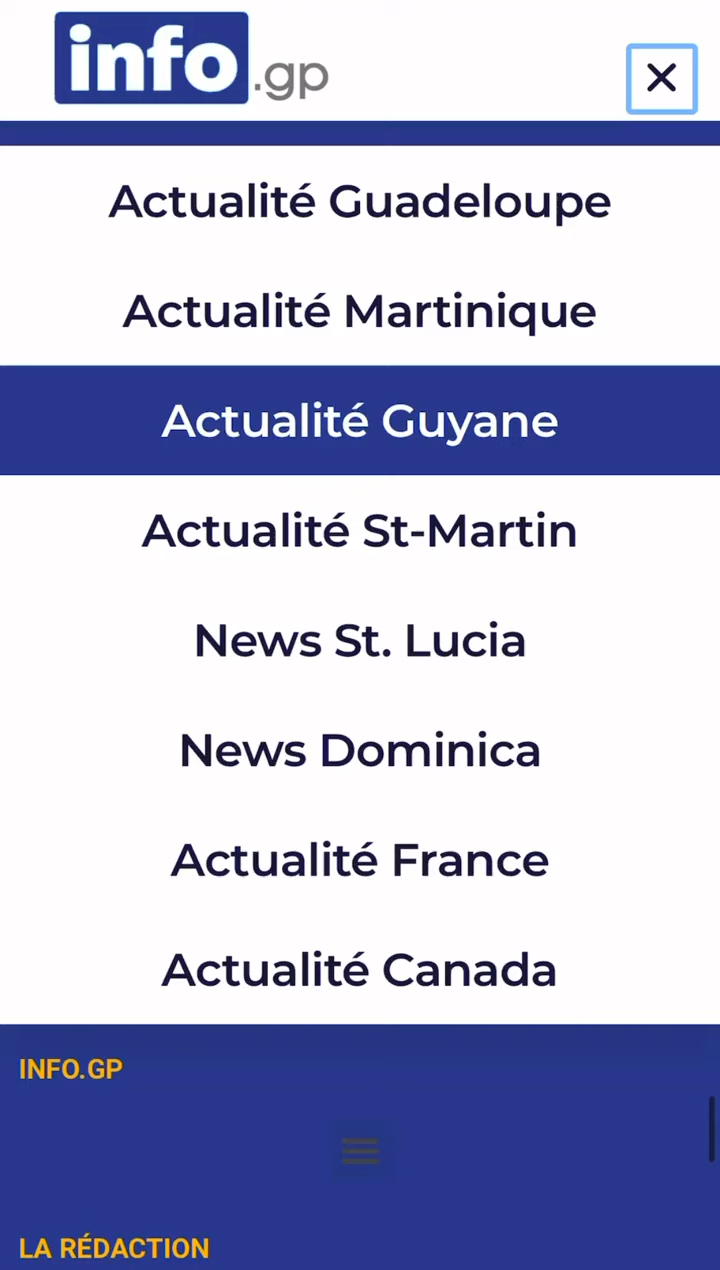 info.gp
Actualité Guadeloupe
Actualité Martinique
Actualité Guyane
Actualité St-Martin
News St. Lucia
News Dominica
Actualité France
Actualité Canada
INFO.GP
LA RÉDACTION